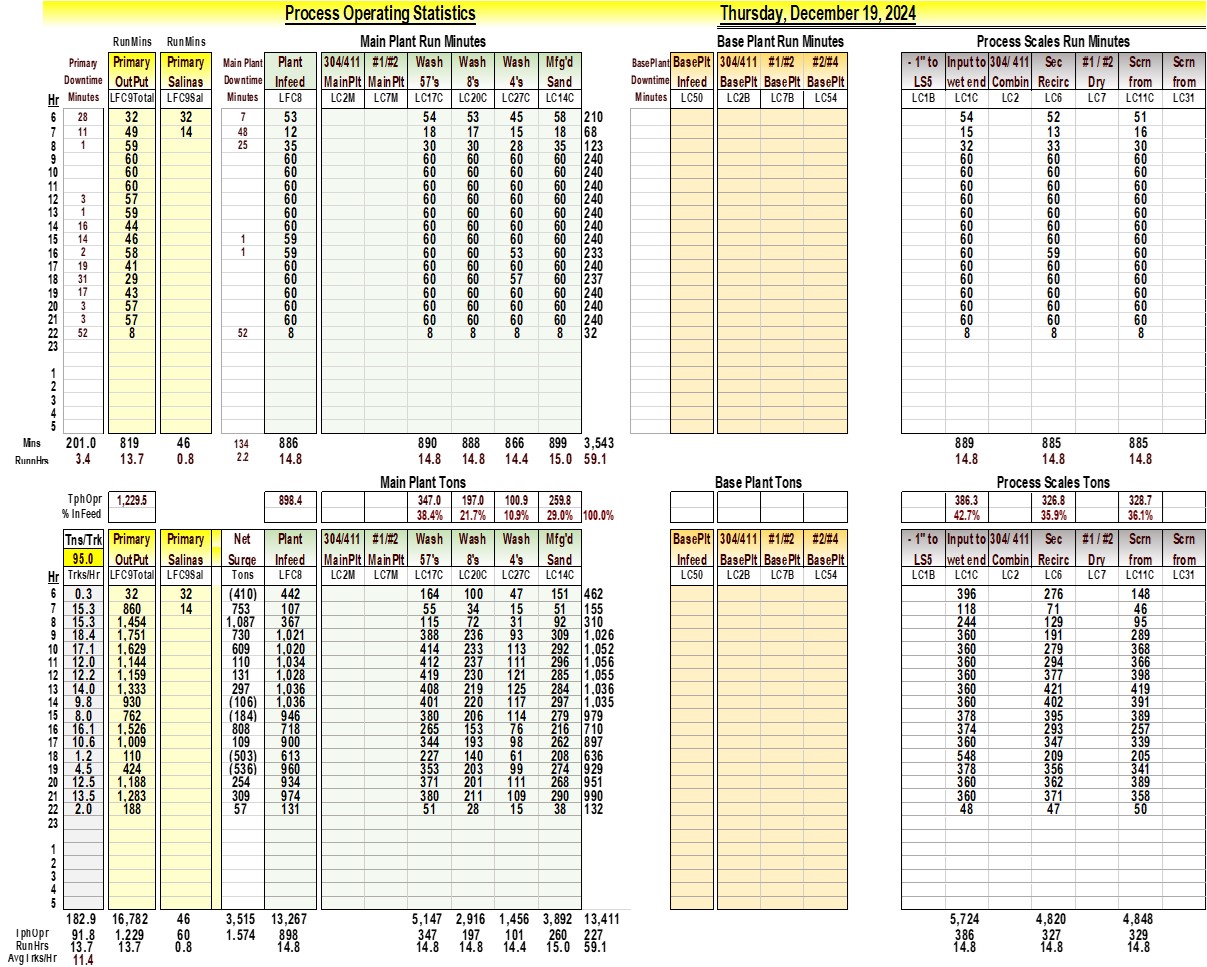 Process Operating Statistics Thursday, December 19, 2024
RunMins RunMins Main Plant Run Minutes Base Plant Run Minutes Process Scales Run Minutes
Primary Primary Primary Main Plant Plant 304/411 #1/#2 Wash Wash Wash Mfg'd BasePlant BasePlt 304/411 #1/#2 #2/#4 - 1" to Input to 304/ 411 Sec #1 / #2 Scrn Scrn
Downtime OutPut Salinas Downtime Infeed MainPlt MainPlt 57's 8's 4's Sand Downtime Infeed BasePlt BasePlt BasePlt LS5 wet end Combin Recirc Dry from from
Hr Minutes LFC9Total LFC9Sal Minutes LFC8 LC2M LC7M LC17C LC20C LC27C LC14C Minutes LC50 LC2B LC7B LC54 LC1B LC1C LC2 LC6 LC7 LC11C LC31
6 28 32 32 7 53 54 53 45 58 210 54 52 51
7 11 49 14 48 12 18 17 15 18 68 15 13 16
8 1 59 25 35 30 30 28 35 123 32 33 30
9 60 60 60 60 60 60 240 60 60 60
10 60 60 60 60 60 60 240 60 60 60
11 60 60 60 60 60 60 240 60 60 60
12 3 57 60 60 60 60 60 240 60 60 60
13 1 59 60 60 60 60 60 240 60 60 60
14 16 44 60 60 60 60 60 240 60 60 60
15 14 46 1 59 60 60 60 60 240 60 60 60
16 2 58 1 59 60 60 53 60 233 60 59 60
17 19 41 60 60 60 60 60 240 60 60 60
18 31 29 60 60 60 57 60 237 60 60 60
19 17 43 60 60 60 60 60 240 60 60 60
20 3 57 60 60 60 60 60 240 60 60 60
21 3 57 60 60 60 60 60 240 60 60 60
22 52 8 52 8 8 8 8 8 32 8 8 8
23
1
2
3
4
5
Mins 201.0 819 46 134 886 890 888 866 899 3,543 889 885 885
RunnHrs 3.4 13.7 0.8 2.2 14.8 14.8 14.8 14.4 15.0 59.1 14.8 14.8 14.8
Main Plant Tons Base Plant Tons Process Scales Tons
TphOpr 1,229.5 898.4 347.0 197.0 100.9 259.8 386.3 326.8 328.7
% InFeed 38.4% 21.7% 10.9% 29.0% 100.0% 42.7% 35.9% 36.1%
Tns/Trk Primary Primary Net Plant 304/411 #1/#2 Wash Wash Wash Mfg'd BasePlt 304/411 #1/#2 #2/#4 - 1" to Input to 304/ 411 Sec #1 / #2 Scrn Scrn
95.0 OutPut Salinas Surge Infeed MainPlt MainPlt 57's 8's 4's Sand Infeed BasePlt BasePlt BasePlt LS5 wet end Combin Recirc Dry from from
Hr Trks/Hr LFC9Total LFC9Sal Tons LFC8 LC2M LC7M LC17C LC20C LC27C LC14C LC50 LC2B LC7B LC54 LC1B LC1C LC2 LC6 LC7 LC11C LC31
6 0.3 32 32 (410) 442 164 100 47 151 462 396 276 148
7 15.3 860 14 753 107 55 34 15 51 155 118 71 46
8 15.3 1,454 1,087 367 115 72 31 92 310 244 129 95
9 18.4 1,751 730 1,021 388 236 93 309 1,026 360 191 289
10 17.1 1,629 609 1,020 414 233 113 292 1,052 360 279 368
11 12.0 1,144 110 1,034 412 237 111 296 1,056 360 294 366
12 12.2 1,159 131 1,028 419 230 121 285 1,055 360 377 398
13 14.0 1,333 297 1,036 408 219 125 284 1,036 360 421 419
14 9.8 930 (106) 1,036 401 220 117 297 1,035 360 402 391
15 8.0 762 (184) 946 380 206 114 279 979 378 395 389
16 16.1 1,526 808 718 265 153 76 216 710 374 293 257
17 10.6 1,009 109 900 344 193 98 262 897 360 347 339
18 1.2 110 (503) 613 227 140 61 208 636 548 209 205
19 4.5 424 (536) 960 353 203 99 274 929 378 356 341
20 12.5 1,188 254 934 371 201 111 268 951 360 362 389
21 13.5 1,283 309 974 380 211 109 290 990 360 371 358
22 2.0 188 57 131 51 28 15 38 132 48 47 50
23
1
2
3
4
5
182.9 16,782 46 3,515 13,267 5,147 2,916 1,456 3,892 13,411 5,724 4,820 4,848
TphOpr 91.8 1,229 60 1,574 898 347 197 101 260 227 386 327 329
RunHrs 13.7 13.7 0.8 14.8 14.8 14.8 14.4 15.0 59.1 14.8 14.8 14.8
AvgTrks/Hr 11.4